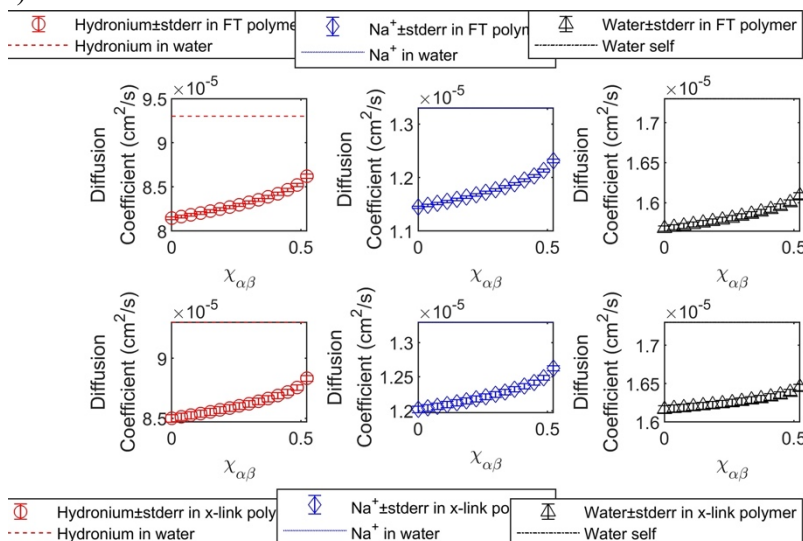 Hydronium±stderr in FT polyme
Hydronium in water
Na+±stderr in FT polym
Na+ in water
Water±stderr in FT polymer
Water self
×10-5
9.5
9
8.5
8
0
0.5
Diffusion
Coefficient (cm2/s)
χαβ
×10-5
1.3
1.2
1.1
0
0.5
Diffusion
Coefficient (cm2/s)
χαβ
×10-5
1.7
1.65
1.6
0
0.5
Diffusion
Coefficient (cm2/s)
χαβ
×10-5
9
8.5
0
0.5
Diffusion
Coefficient (cm2/s)
χαβ
×10-5
1.3
1.25
1.2
0
0.5
Diffusion
Coefficient (cm2/s)
χαβ
×10-5
1.7
1.65
1.6
0
0.5
Diffusion
Coefficient (cm2/s)
χαβ
Hydronium±stderr in x-link poly
Hydronium in water
Na+±stderr in x-link po
Na+ in water
Water±stderr in x-link polymer
Water self